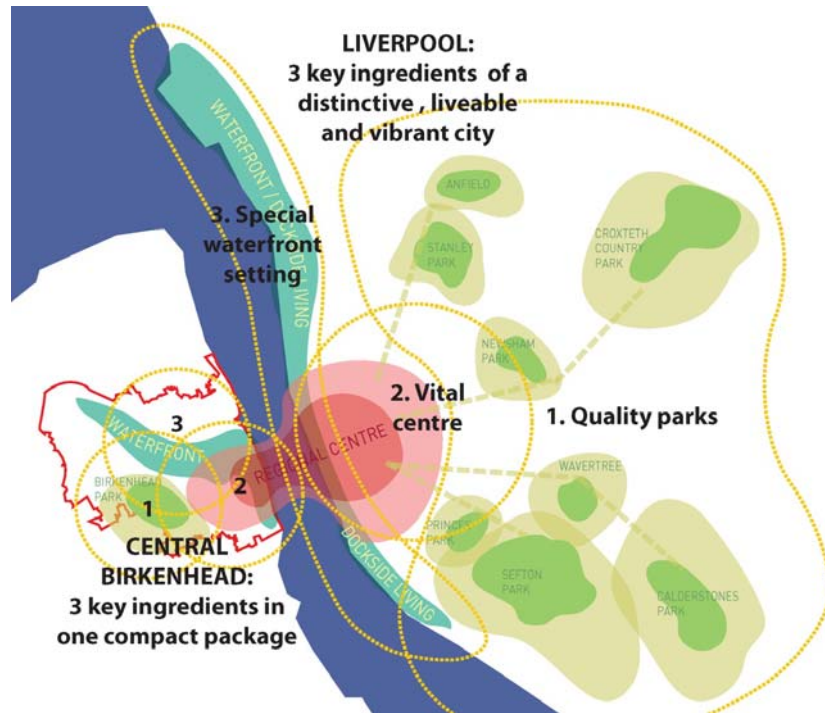 LIVERPOOL:
3 key ingredients of a
distinctive , liveable
and vibrant city
WATERFRONT / DOCKSIDE LIVING
3. Special
waterfront
setting
ANFIELD
STANLEY
PARK
CROXTETH
COUNTRY
PARK
NEWSHAM
PARK
2. Vital
centre
1. Quality parks
REGIONAL CENTRE
3
WATERFRONT
BIRKENHEAD
PARK
1
2
CENTRAL
BIRKENHEAD:
3 key ingredients in
one compact package
WAVERTREE
PRINCES
PARK
SEFTON
PARK
CALDERSTONES
PARK
DOCKSIDE LIVING